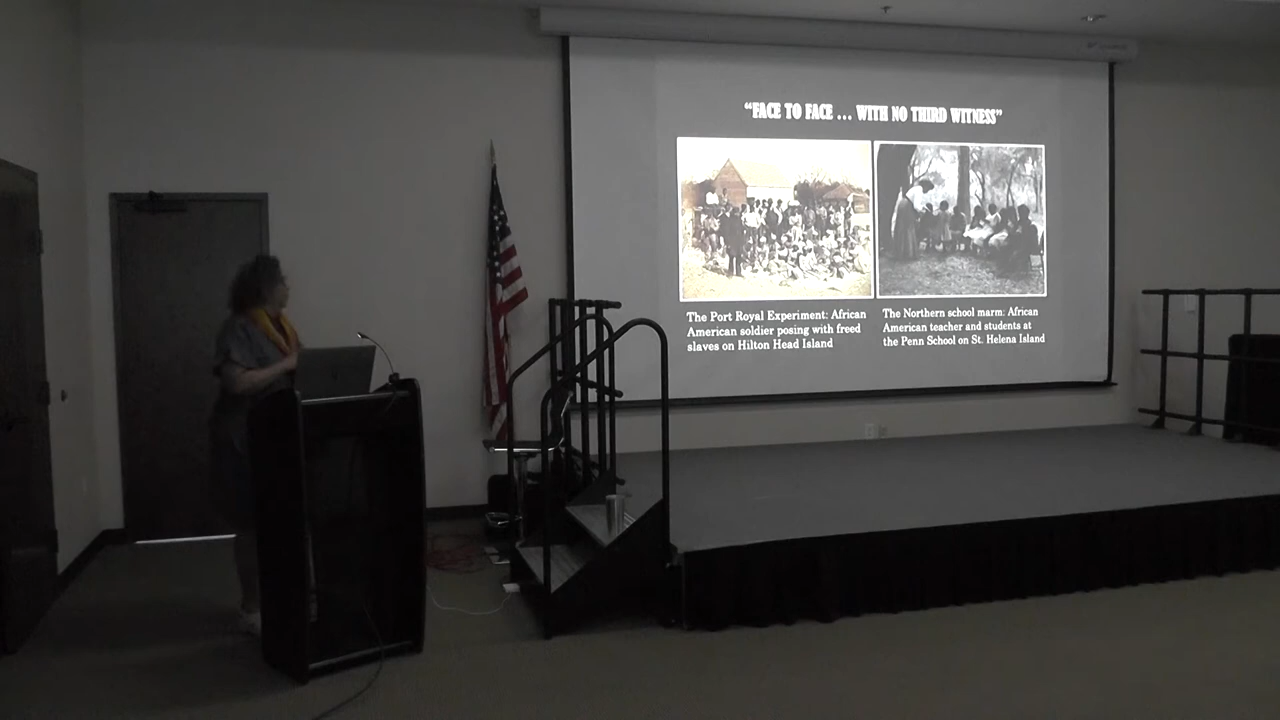 “FACE TO FACE ... WITH NO THIRD WITNESS”
The Port Royal Experiment: African
American soldier posing with freed
slaves on Hilton Head Island
The Northern school marm: African
American teacher and students at
the Penn School on St. Helena Island